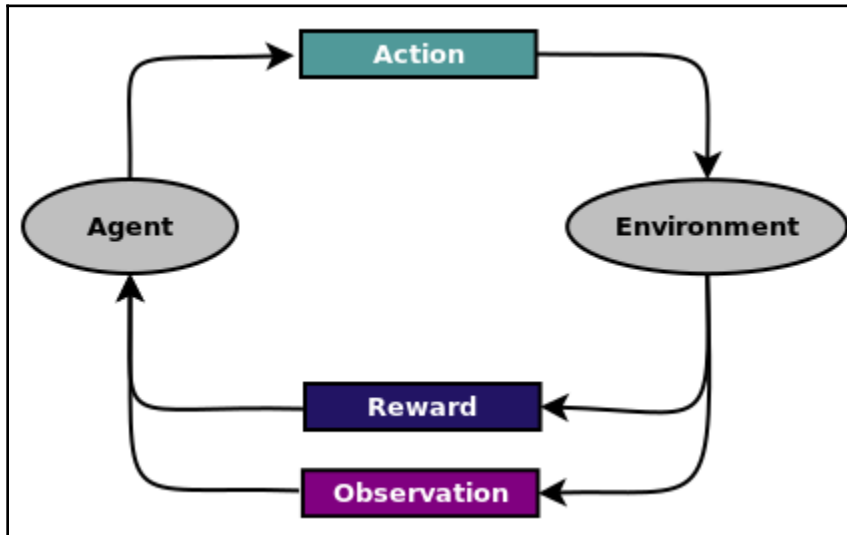 Action
Agent
Environment
Reward
Observation